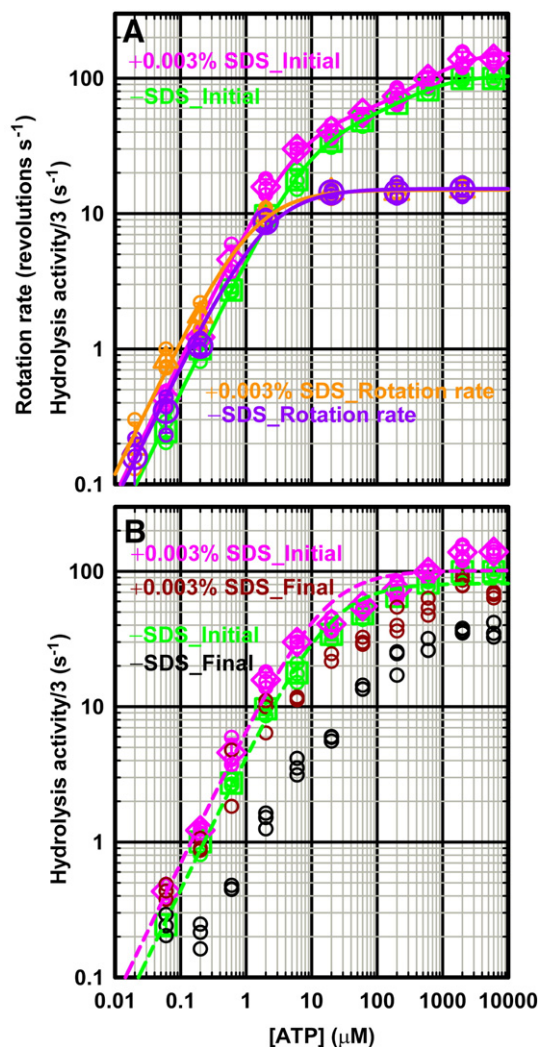 A
+0.003% SDS_Initial
−SDS_Initial
100
10
1
0.1
Rotation rate (revolutions s-1)
Hydrolysis activity/3 (s-1)
+0.003% SDS_Rotation rate
−SDS_Rotation rate
B
+0.003% SDS_Initial
+0.003% SDS_Final
−SDS_Initial
−SDS_Final
100
10
1
0.1
Hydrolysis activity/3 (s-1)
0.01 0.1 1 10 100 1000 10000
[ATP] (μM)